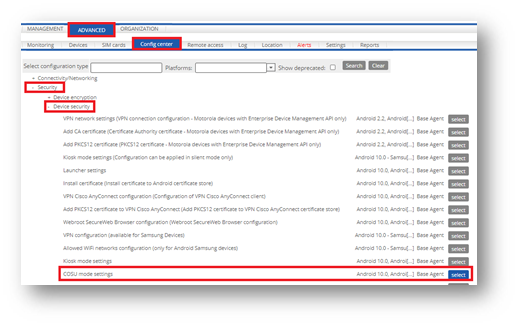 MANAGEMENT ADVANCED ORGANIZATION
Monitoring Devices SIM cards Config center Remote access Log Location Alerts Settings Reports
Select configuration type Platforms: Show deprecated: Search Clear
+ Connectivity/Networking
- Security
+ Device encryption
- Device security
VPN network settings (VPN connection configuration - Motorola devices with Enterprise Device Management API only) Android 2.2, Android[...] Base Agent select
Add CA certificate (Certificate Authority certificate - Motorola devices with Enterprise Device Management API only) Android 2.2, Androi[...] Base Agent select
Add PKCS12 certificate (PKCS12 certificate - Motorola devices with Enterprise Device Management API only) Android 2.2, Androi[...] Base Agent select
Kiosk mode settings (Configuration can be applied in silent mode only) Android 10.0 - Samsu[...] Base Agent select
Launcher settings Android 10.0, Androi[...] Base Agent select
Install certificate (Install certificate to Android certificate store) Android 10.0, Androi[...] Base Agent select
VPN Cisco AnyConnect configuration (Configuration of VPN Cisco AnyConnect client) Android 10.0, Androi[...] Base Agent select
Add PKCS12 certificate to VPN Cisco AnyConnect (Add PKCS12 certificate to VPN Cisco AnyConnect certificate store) Android 10.0, Androi[...] Base Agent select
Webroot SecureWeb Browser configuration (Webroot SecureWeb Browser configuration) Android 10.0, Androi[...] Base Agent select
VPN configuration (available for Samsung Devices) Android 10.0 - Samsu[...] Base Agent select
Allowed WiFi networks configuration (only for Android Samsung devices) Android 10.0 - Samsu[...] Base Agent select
Kiosk mode settings Android 10.0, Androi[...] Base Agent select
COSU mode settings Android 10.0, Androi[...] Base Agent select